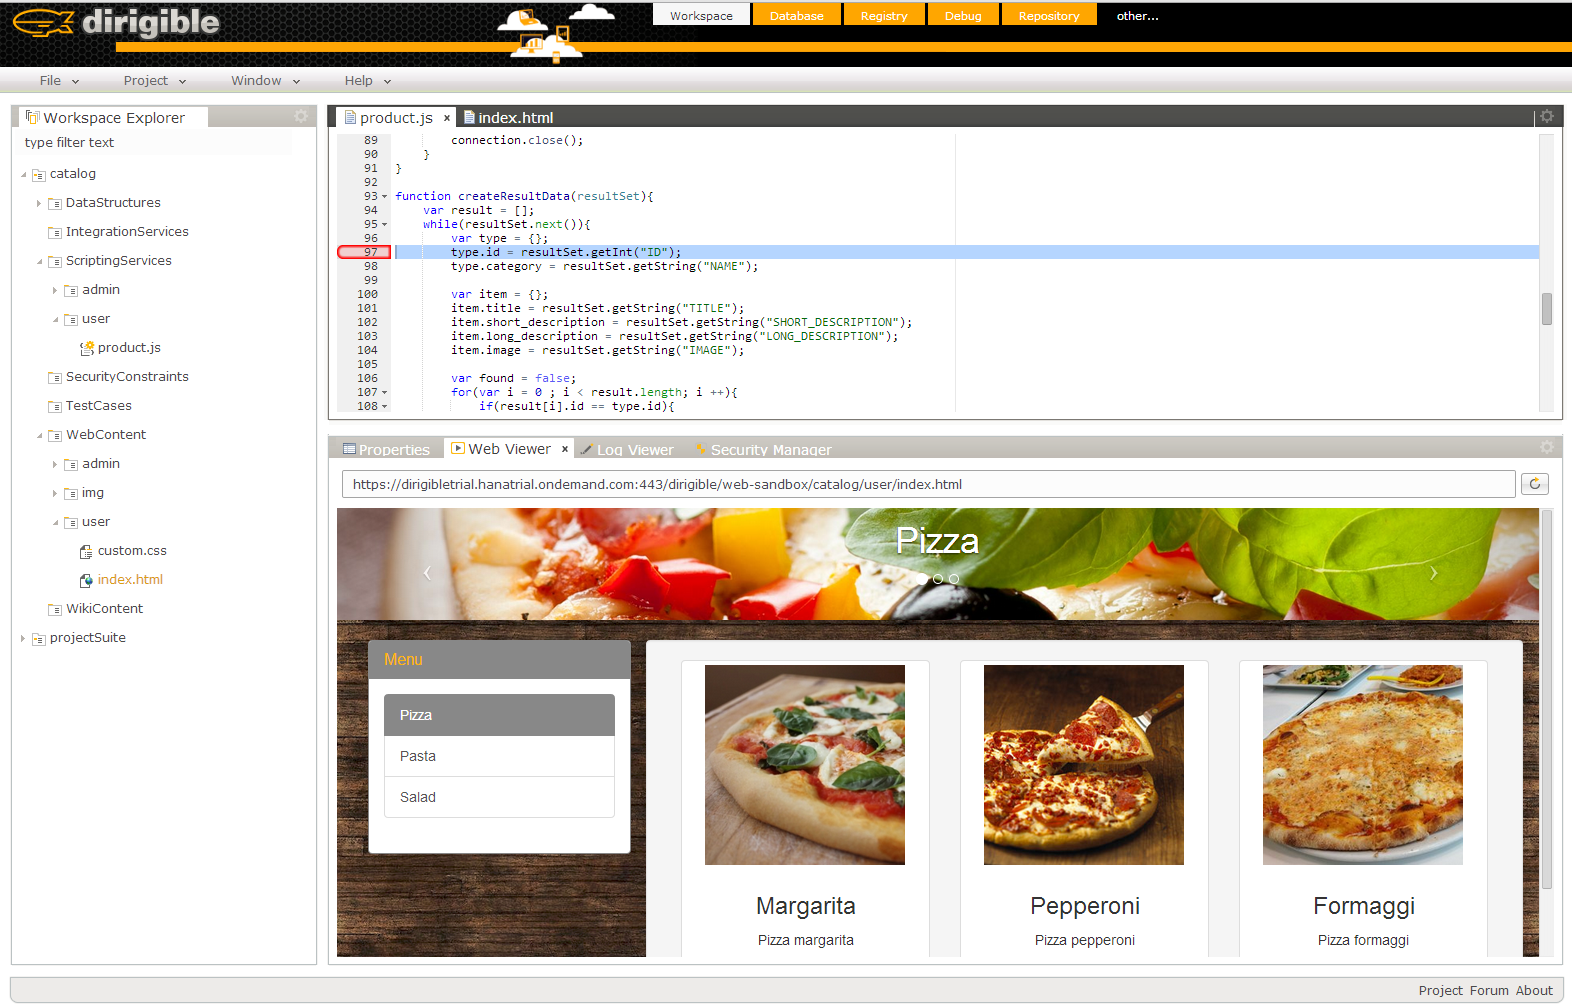 dirigible
Workspace Database Registry Debug Repository other...
File Project Window Help
Workspace Explorer
type filter text
catalog
DataStructures
IntegrationServices
ScriptingServices
admin
user
product.js
SecurityConstraints
TestCases
WebContent
admin
img
user
custom.css
index.html
WikiContent
projectSuite
product.js x index.html
89 connection.close();
90 }
91 }
92
93 function createResultData(resultSet){
94 var result = [];
95 while(resultSet.next()){
96 var type = {};
97 type.id = resultSet.getInt("ID");
98 type.category = resultSet.getString("NAME");
99
100 var item = {};
101 item.title = resultSet.getString("TITLE");
102 item.short_description = resultSet.getString("SHORT_DESCRIPTION");
103 item.long_description = resultSet.getString("LONG_DESCRIPTION");
104 item.image = resultSet.getString("IMAGE");
105
106 var found = false;
107 for(var i = 0 ; i < result.length; i ++){
108 if(result[i].id == type.id){
Properties Web Viewer x Log Viewer Security Manager
https://dirigibletrial.hanatrial.ondemand.com:443/dirigible/web-sandbox/catalog/user/index.html
Pizza
Menu
Pizza
Pasta
Salad
Margarita
Pizza margarita
Pepperoni
Pizza pepperoni
Formaggi
Pizza formaggi
Project Forum About